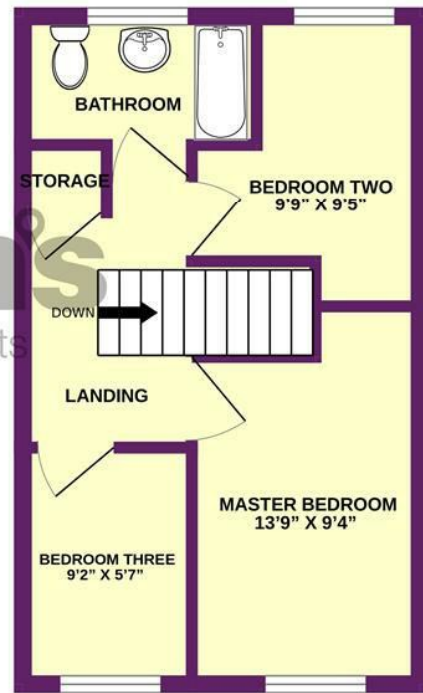 BATHROOM
STORAGE
BEDROOM TWO
9'9” X 9'5”
DOWN
LANDING
MASTER BEDROOM
13'9” X 9'4”
BEDROOM THREE
9'2” X 5'7”